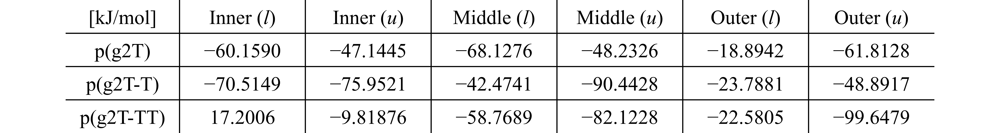 [kJ/mol] Inner (l) Inner (u) Middle (l) Middle (u) Outer (l) Outer (u)
p(g2T) −60.1590 −47.1445 −68.1276 −48.2326 −18.8942 −61.8128
p(g2T-T) −70.5149 −75.9521 −42.4741 −90.4428 −23.7881 −48.8917
p(g2T-TT) 17.2006 −9.81876 −58.7689 −82.1228 −22.5805 −99.6479